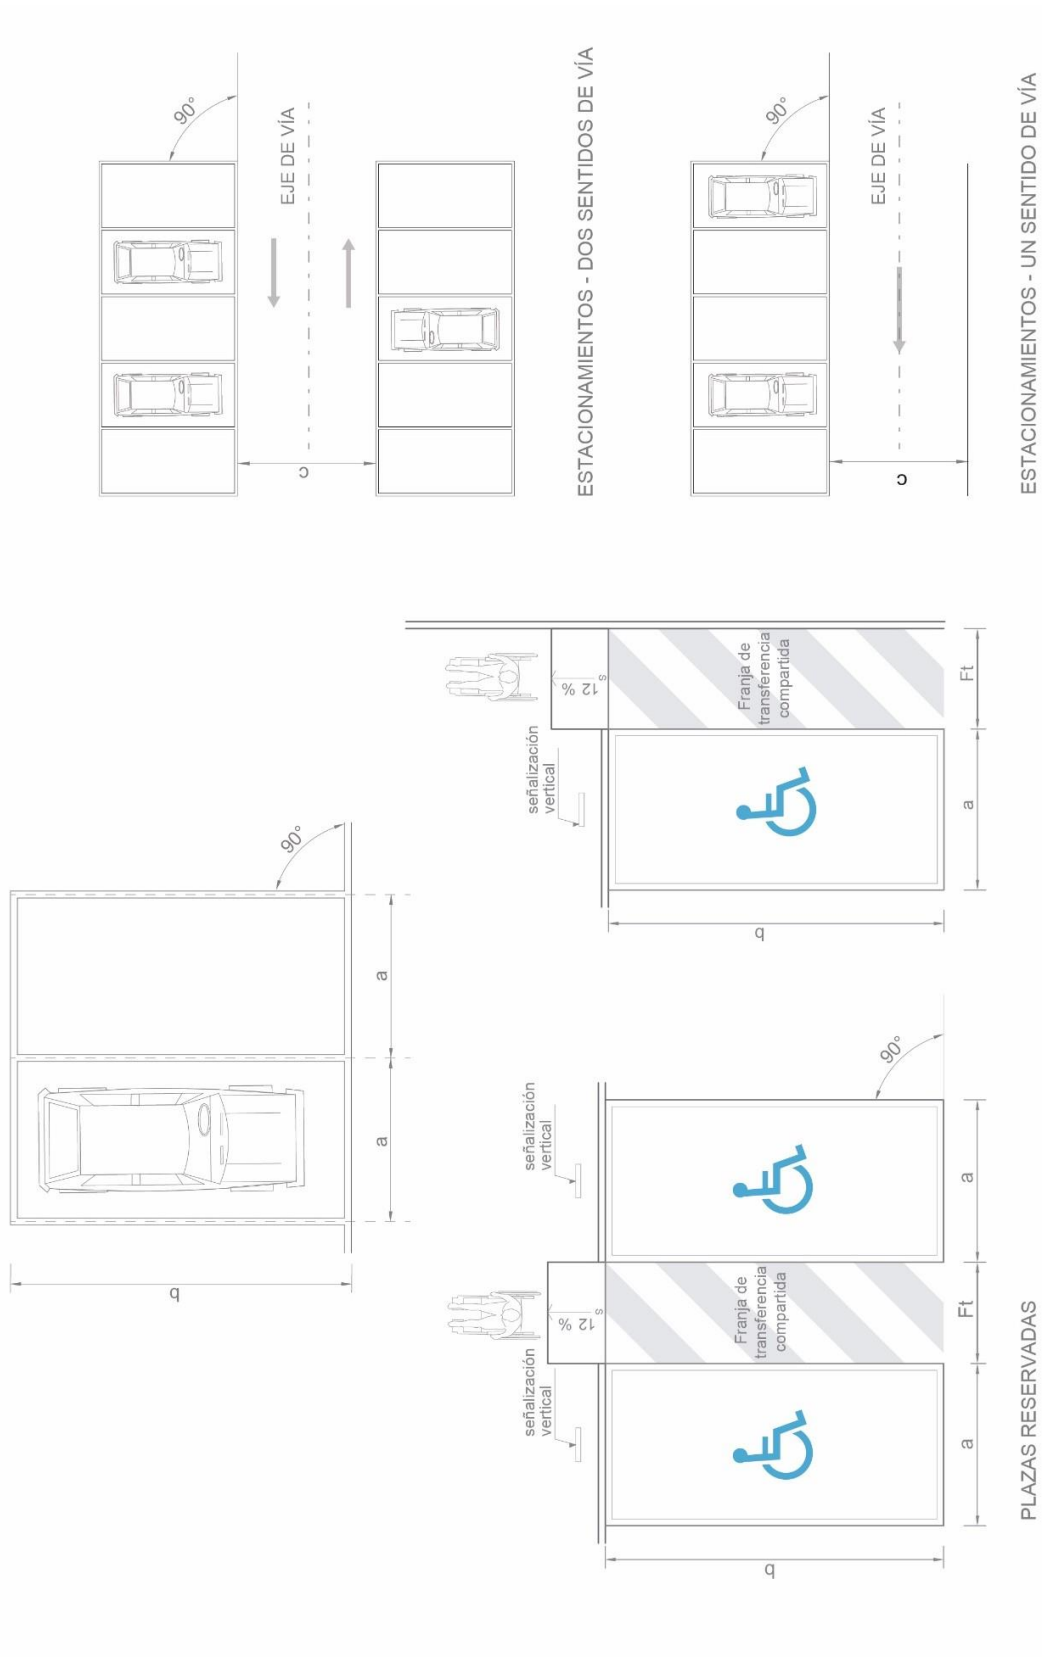 90°
EJE DE VÍA
c
ESTACIONAMIENTOS - DOS SENTIDOS DE VÍA
90°
EJE DE VÍA
c
ESTACIONAMIENTOS - UN SENTIDO DE VÍA
90°
a
a
b
señalización
vertical
s
12 %
Franja de
transferencia
compartida
Ft
a
b
señalización
vertical
señalización
vertical
s
12 %
Franja de
transferencia
compartida
90°
a
Ft
a
b
PLAZAS RESERVADAS